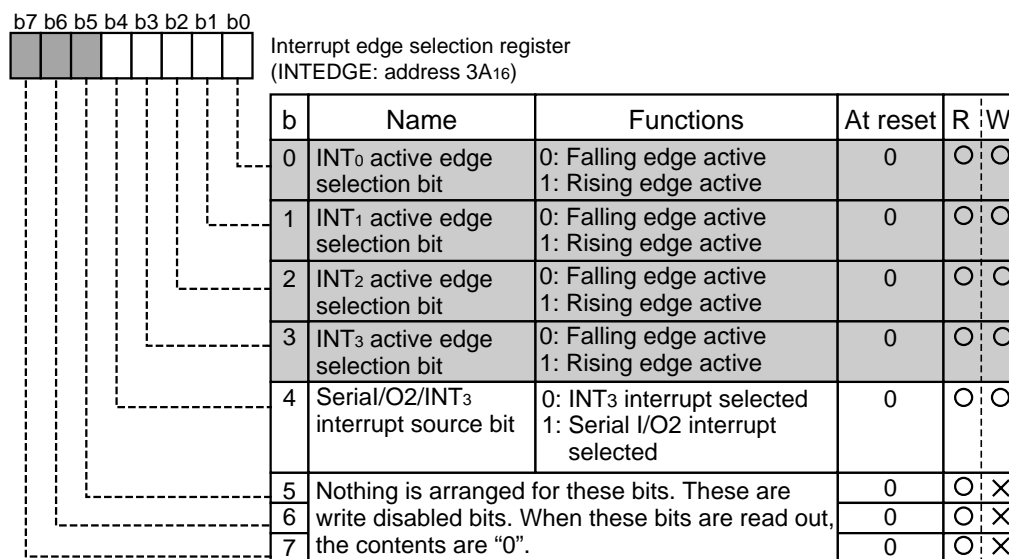 b7 b6 b5 b4 b3 b2 b1 b0
Interrupt edge selection register
(INTEDGE: address 3A16)
b Name Functions At reset R W
0 INT0 active edge selection bit 0: Falling edge active 1: Rising edge active 0 O O
1 INT1 active edge selection bit 0: Falling edge active 1: Rising edge active 0 O O
2 INT2 active edge selection bit 0: Falling edge active 1: Rising edge active 0 O O
3 INT3 active edge selection bit 0: Falling edge active 1: Rising edge active 0 O O
4 Serial/O2/INT3 interrupt source bit 0: INT3 interrupt selected 1: Serial I/O2 interrupt selected 0 O O
5 Nothing is arranged for these bits. These are 0 O ×
6 write disabled bits. When these bits are read out, 0 O ×
7 the contents are “0”. 0 O ×